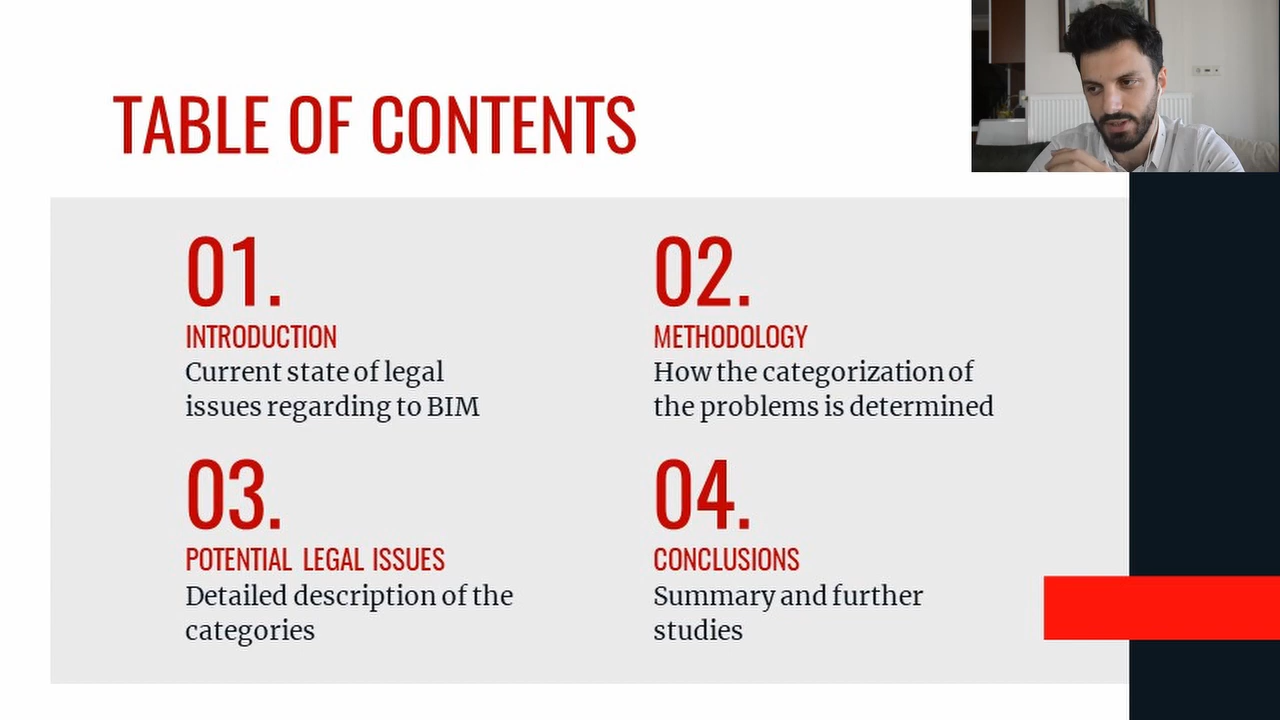 TABLE OF CONTENTS
01.
INTRODUCTION
Current state of legal
issues regarding to BIM
02.
METHODOLOGY
How the categorization of
the problems is determined
03.
POTENTIAL LEGAL ISSUES
Detailed description of the
categories
04.
CONCLUSIONS
Summary and further
studies